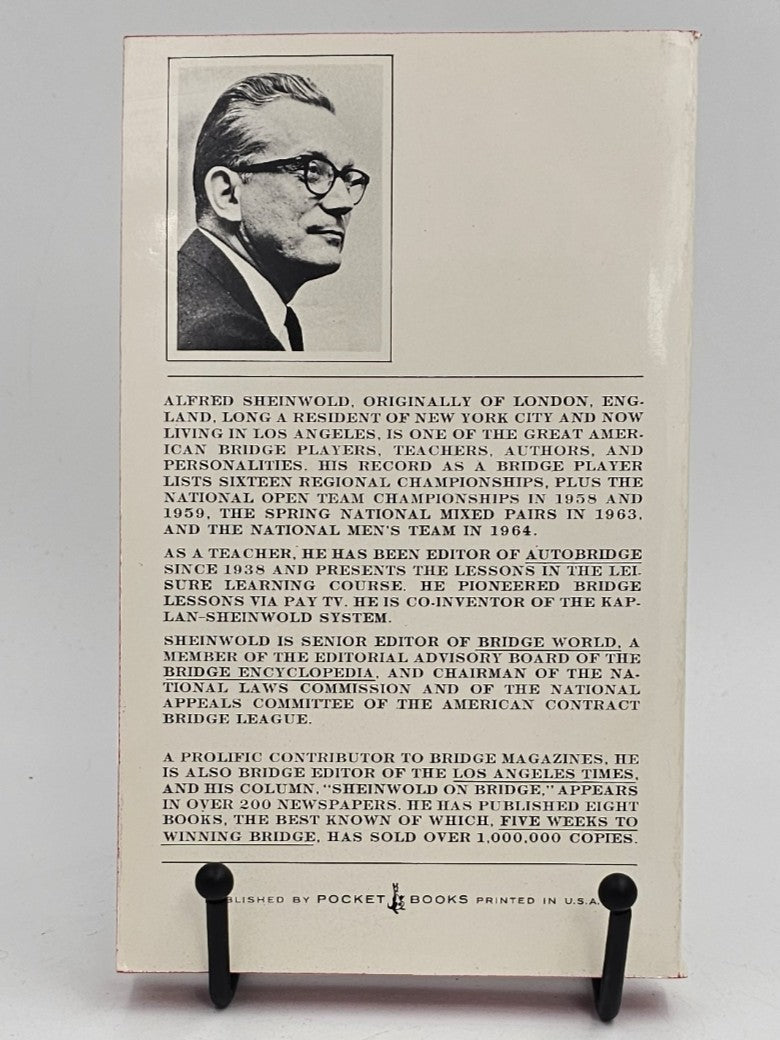 ALFRED SHEINWOLD, ORIGINALLY OF LONDON, ENG-
LAND, LONG A RESIDENT OF NEW YORK CITY AND NOW
LIVING IN LOS ANGELES, IS ONE OF THE GREAT AMER-
ICAN BRIDGE PLAYERS, TEACHERS, AUTHORS, AND
PERSONALITIES. HIS RECORD AS A BRIDGE PLAYER
LISTS SIXTEEN REGIONAL CHAMPIONSHIPS, PLUS THE
NATIONAL OPEN TEAM CHAMPIONSHIPS IN 1958 AND
1959, THE SPRING NATIONAL MIXED PAIRS IN 1963,
AND THE NATIONAL MEN'S TEAM IN 1964.
AS A TEACHER, HE HAS BEEN EDITOR OF AUTOBRIDGE
SINCE 1938 AND PRESENTS THE LESSONS IN THE LEI-
SURE LEARNING COURSE. HE PIONEERED BRIDGE
LESSONS VIA PAY TV. HE IS CO-INVENTOR OF THE KAP-
LAN-SHEINWOLD SYSTEM.
SHEINWOLD IS SENIOR EDITOR OF BRIDGE WORLD, A
MEMBER OF THE EDITORIAL ADVISORY BOARD OF THE
BRIDGE ENCYCLOPEDIA, AND CHAIRMAN OF THE NA-
TIONAL LAWS COMMISSION AND OF THE NATIONAL
APPEALS COMMITTEE OF THE AMERICAN CONTRACT
BRIDGE LEAGUE.
A PROLIFIC CONTRIBUTOR TO BRIDGE MAGAZINES, HE
IS ALSO BRIDGE EDITOR OF THE LOS ANGELES TIMES,
AND HIS COLUMN, "SHEINWOLD ON BRIDGE," APPEARS
IN OVER 200 NEWSPAPERS. HE HAS PUBLISHED EIGHT
BOOKS, THE BEST KNOWN OF WHICH, FIVE WEEKS TO
WINNING BRIDGE, HAS SOLD OVER 1,000,000 COPIES.
BLISHED BY POCKET BOOKS PRINTED IN U.S.A.